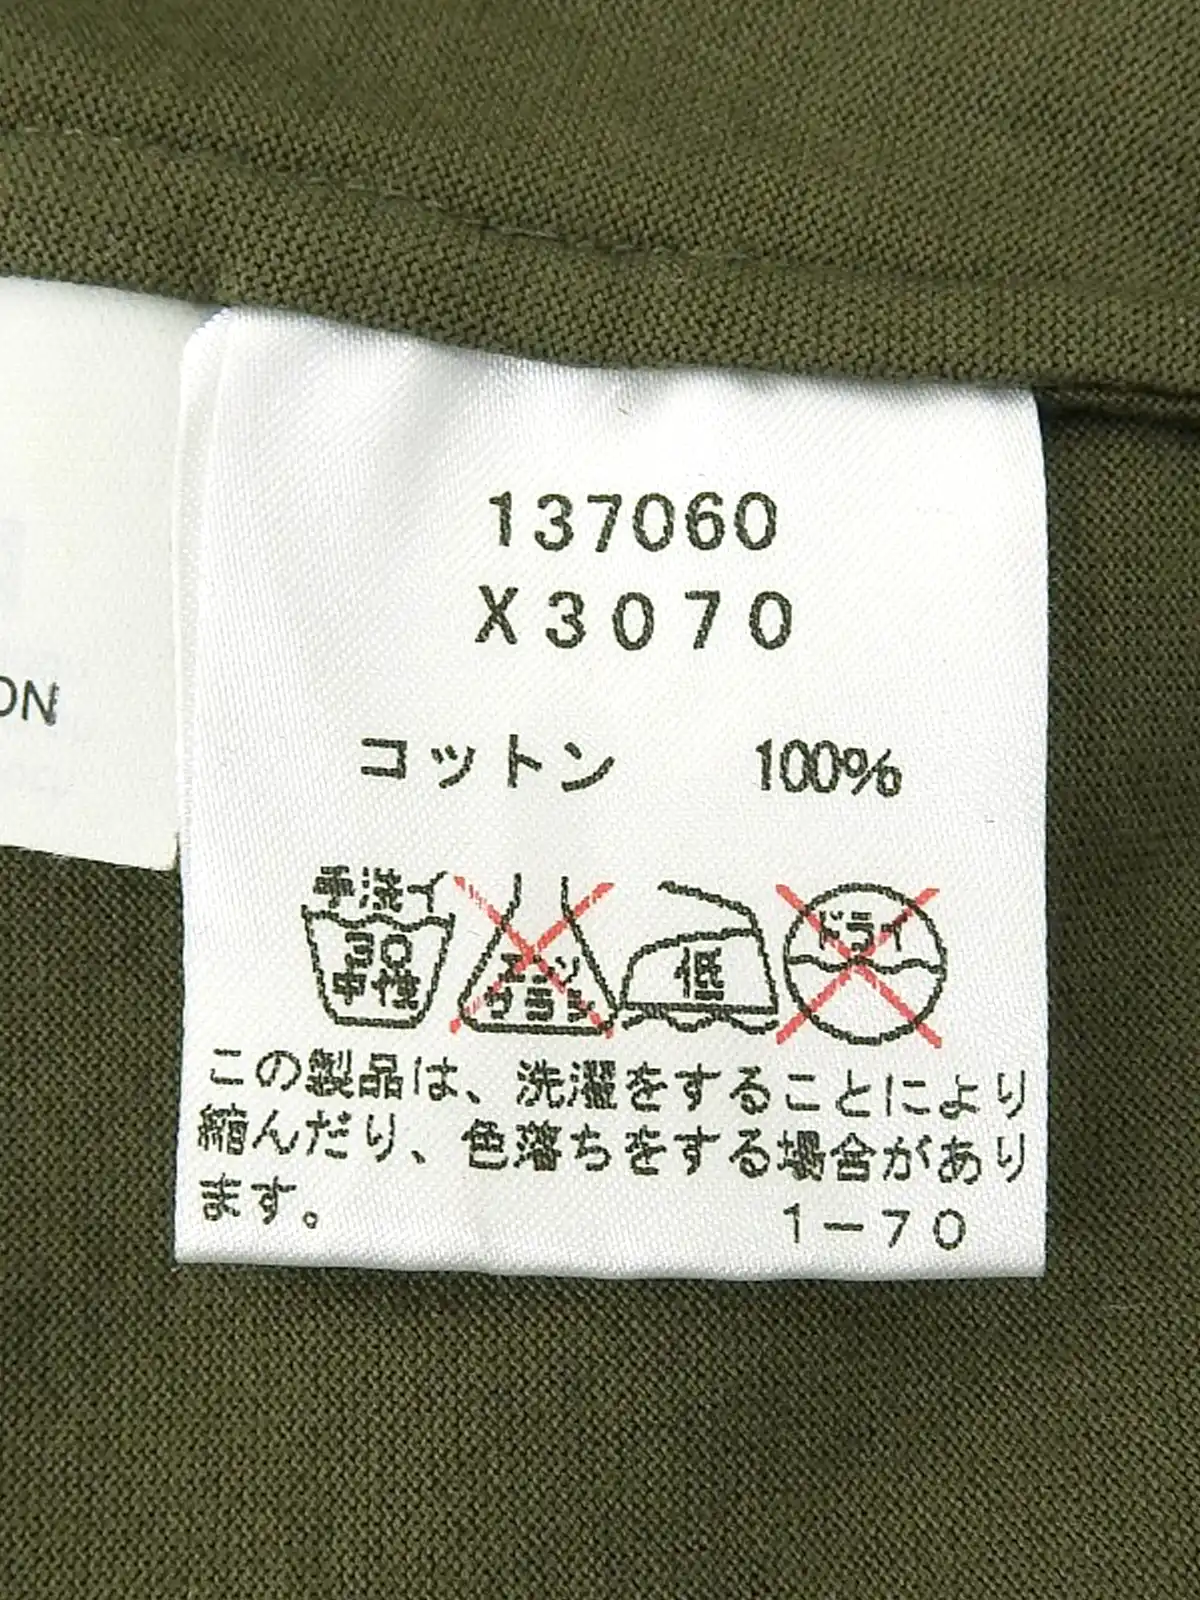 137060
X3070
コットン 100%
手洗イ
30
中性
エンソ
サラシ
低
ドライ
この製品は、洗濯をすることにより
縮んだり、色落ちをする場合があり
ます。
1-70
ON